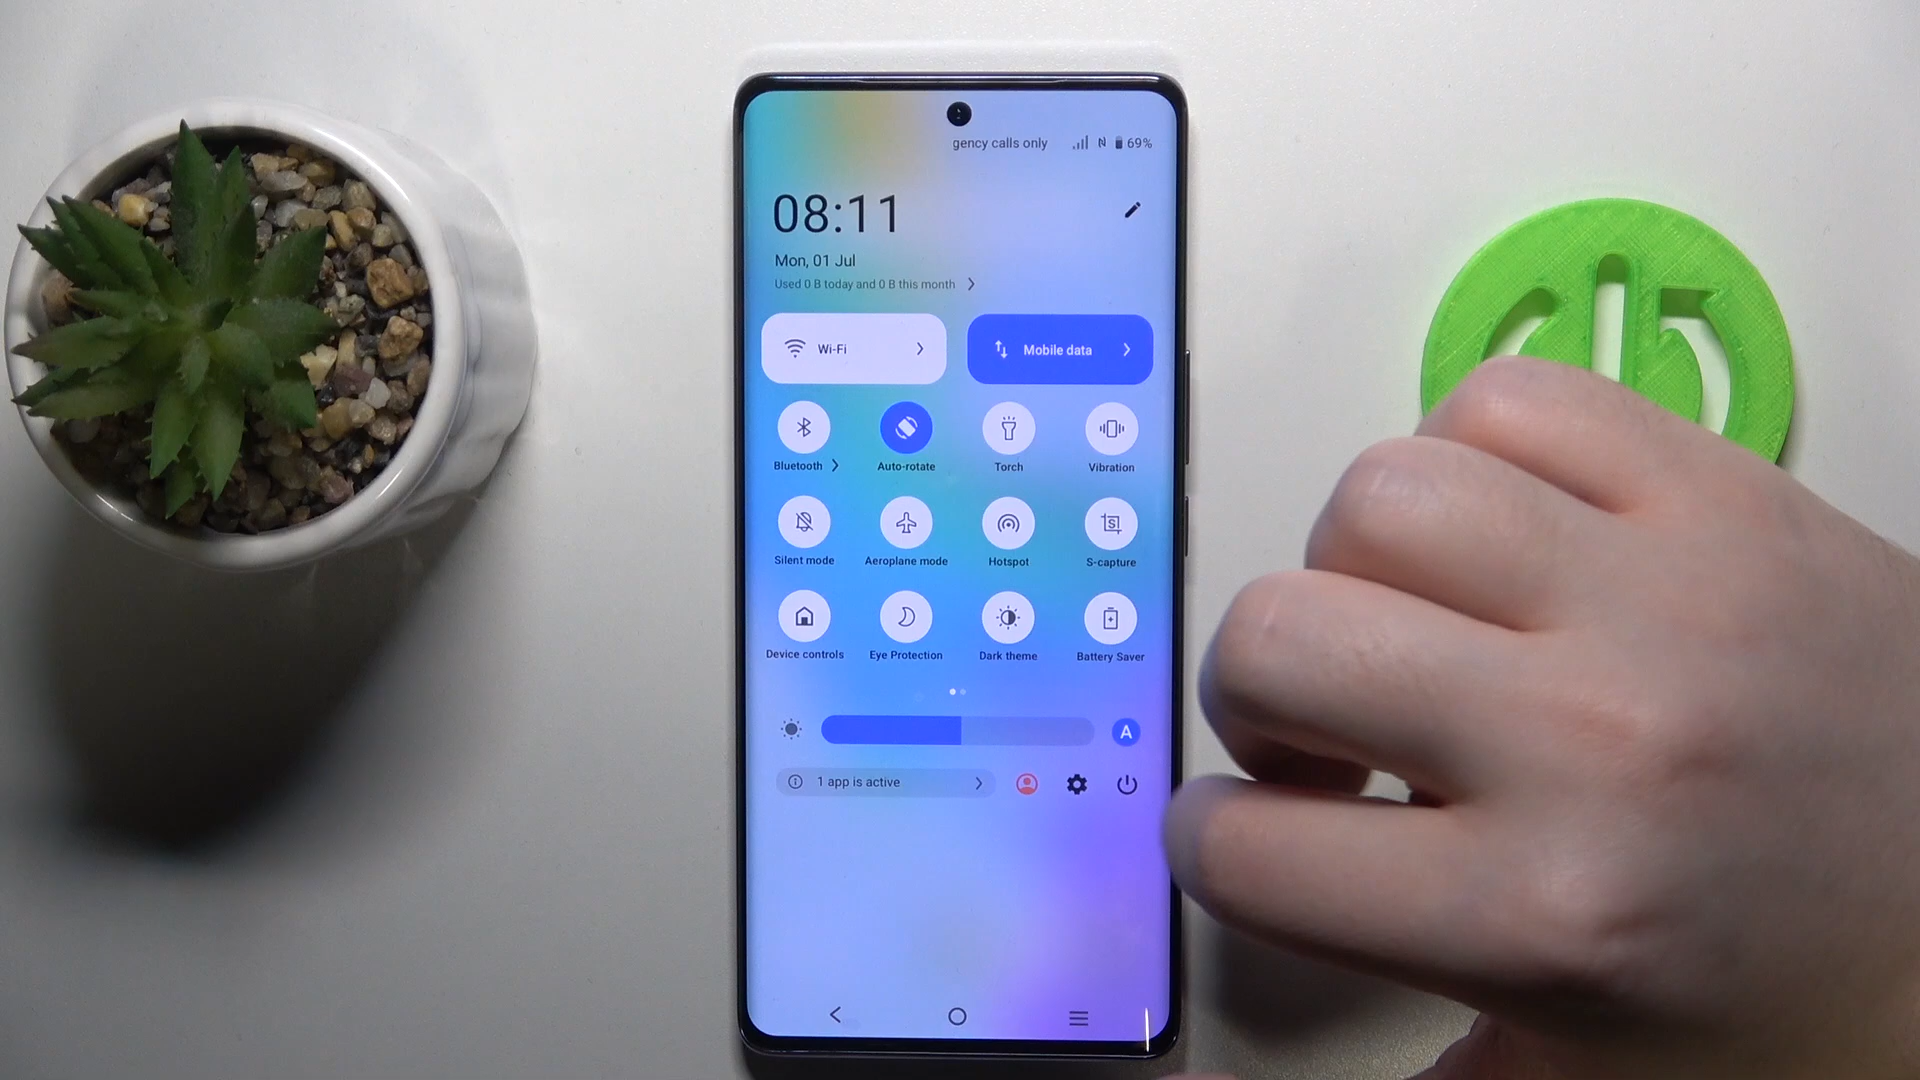 gency calls only 69%
08:11
Mon, 01 Jul
Used 0 B today and 0 B this month
Wi-Fi Mobile data
Bluetooth Auto-rotate Torch Vibration
Silent mode Aeroplane mode Hotspot S-capture
Device controls Eye Protection Dark theme Battery Saver
A
1 app is active